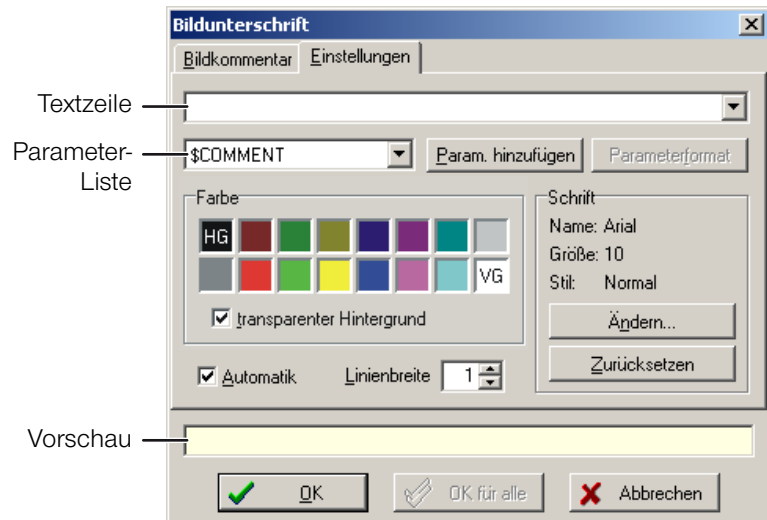 Bildunterschrift
Bildkommentar Einstellungen
Textzeile
Parameter-
Liste
$COMMENT Param. hinzufügen Parameterformat
Farbe
HG
VG
transparenter Hintergrund
Automatik Linienbreite 1
Schrift
Name: Arial
Größe: 10
Stil: Normal
Ändern...
Zurücksetzen
Vorschau
OK OK für alle Abbrechen